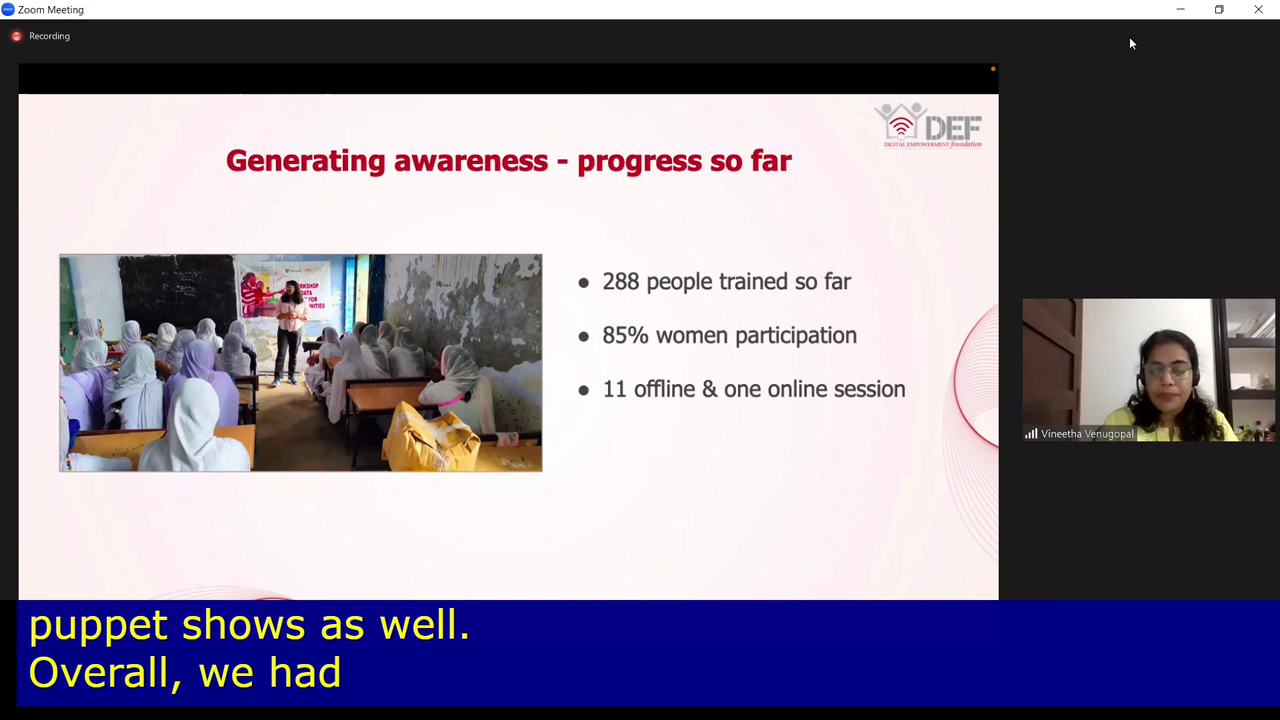 Zoom Meeting
Recording
DEF
DIGITAL EMPOWERMENT foundation
Generating awareness - progress so far
● 288 people trained so far
● 85% women participation
● 11 offline & one online session
Vineetha Venugopal
puppet shows as well.
Overall, we had